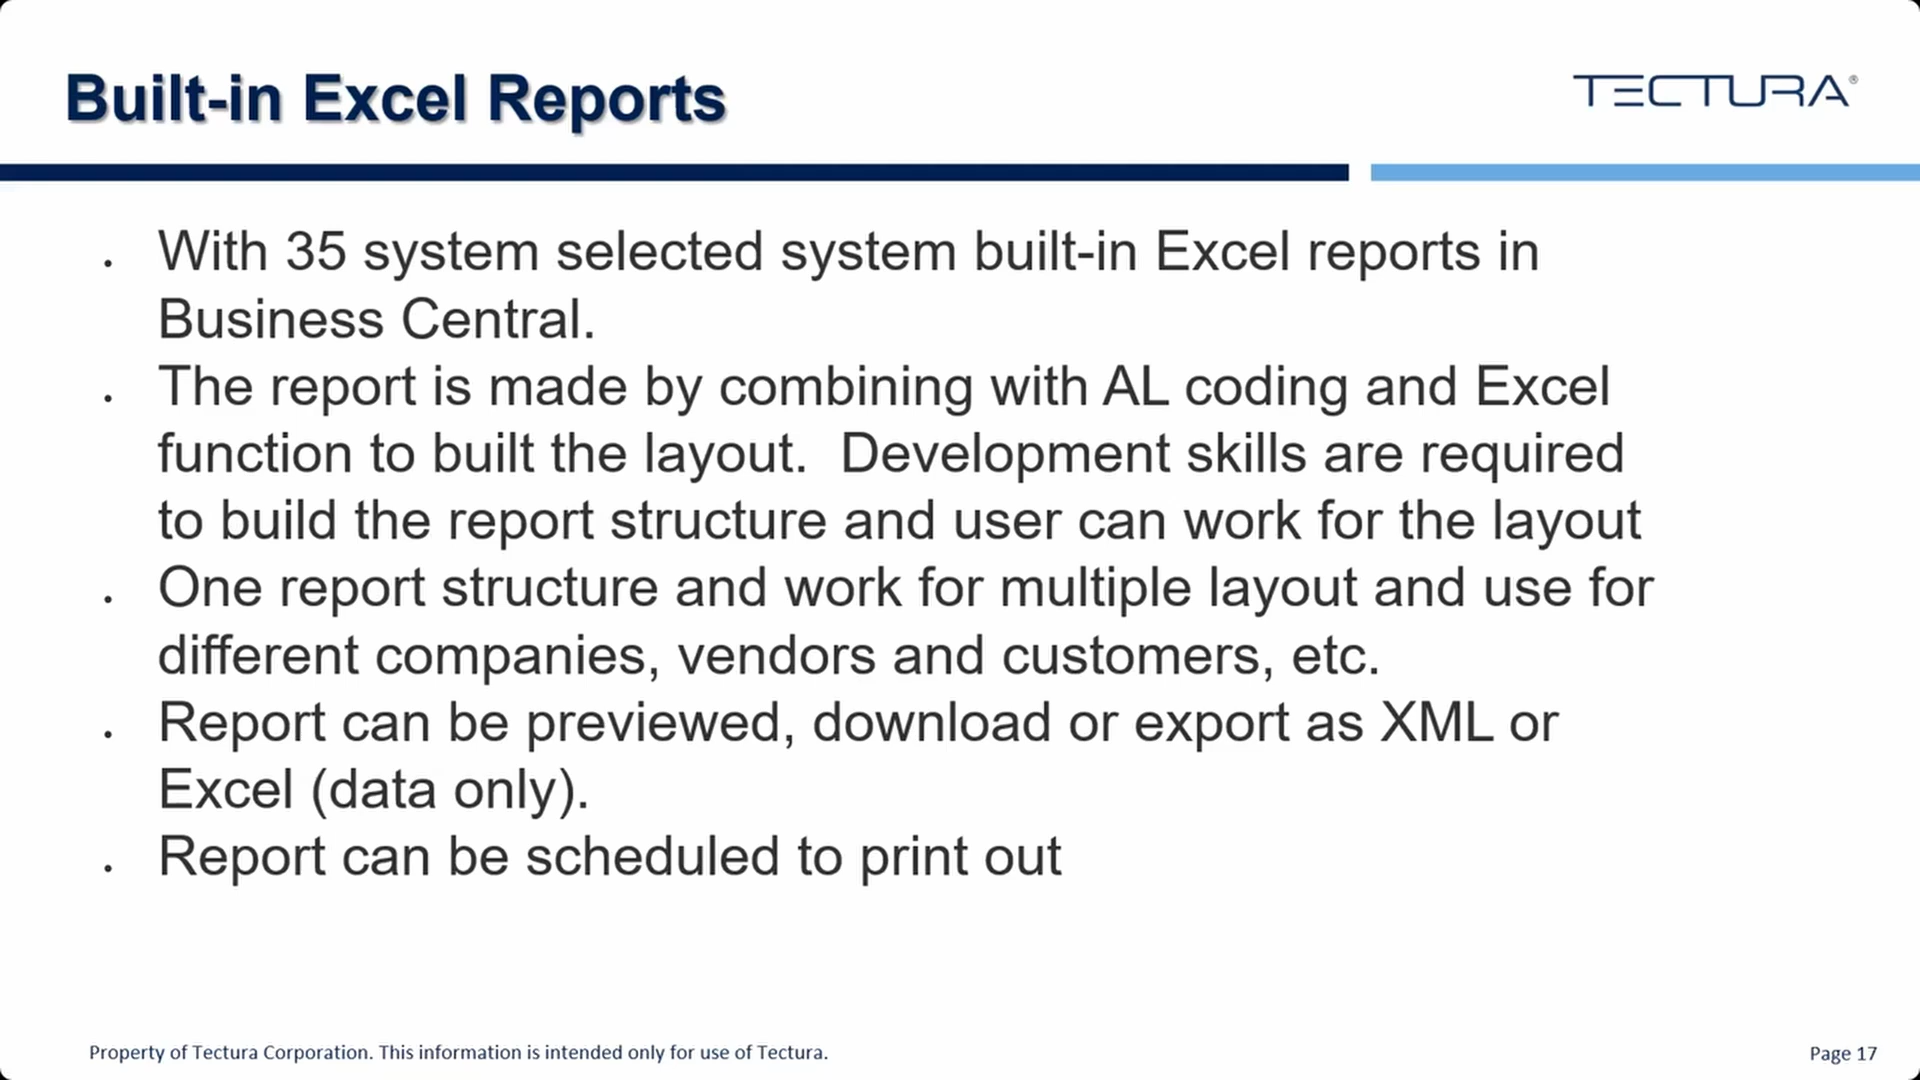 Built-in Excel Reports
TECTURA®
• With 35 system selected system built-in Excel reports in
Business Central.
• The report is made by combining with AL coding and Excel
function to built the layout.  Development skills are required
to build the report structure and user can work for the layout
• One report structure and work for multiple layout and use for
different companies, vendors and customers, etc.
• Report can be previewed, download or export as XML or
Excel (data only).
• Report can be scheduled to print out
Property of Tectura Corporation. This information is intended only for use of Tectura.
Page 17